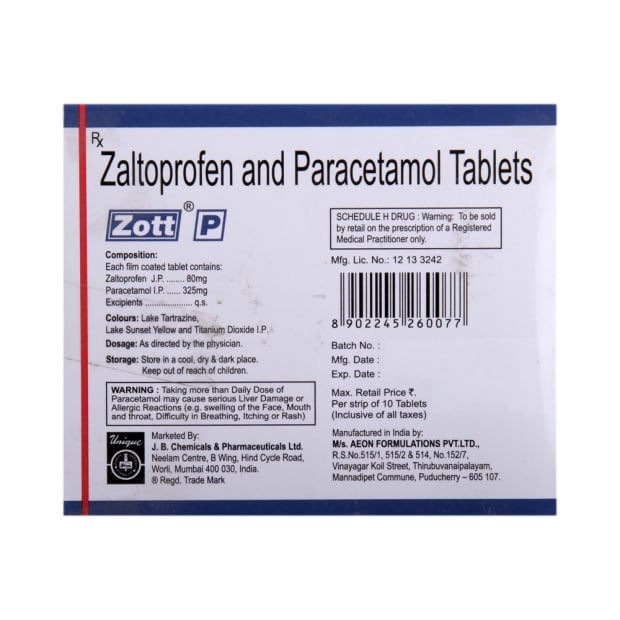 Rx
Zaltoprofen and Paracetamol Tablets
Zott® P
Composition:
Each film coated tablet contains:
Zaltoprofen J.P. ........ 80mg
Paracetamol I.P. ...... 325mg
Excipients ..................... q.s.
Colours: Lake Tartrazine,
Lake Sunset Yellow and Titanium Dioxide I.P.
Dosage: As directed by the physician.
Storage: Store in a cool, dry & dark place.
Keep out of reach of children.
WARNING : Taking more than Daily Dose of
Paracetamol may cause serious Liver Damage or
Allergic Reactions (e.g. swelling of the Face, Mouth
and throat, Difficulty in Breathing, Itching or Rash)
Unique
Marketed By:
J. B. Chemicals & Pharmaceuticals Ltd.
Neelam Centre, B Wing, Hind Cycle Road,
Worli, Mumbai 400 030, India.
® Regd. Trade Mark
SCHEDULE H DRUG : Warning: To be sold
by retail on the prescription of a Registered
Medical Practitioner only.
Mfg. Lic. No.: 12 13 3242
8 902245 260077
Batch No. :
Mfg. Date :
Exp. Date :
Max. Retail Price ₹.
Per strip of 10 Tablets
(Inclusive of all taxes)
Manufactured in India by:
M/s. AEON FORMULATIONS PVT.LTD.,
R.S.No.515/1, 515/2 & 514, No.152/7,
Vinayagar Koil Street, Thirubuvanaipalayam,
Mannadipet Commune, Puducherry – 605 107.